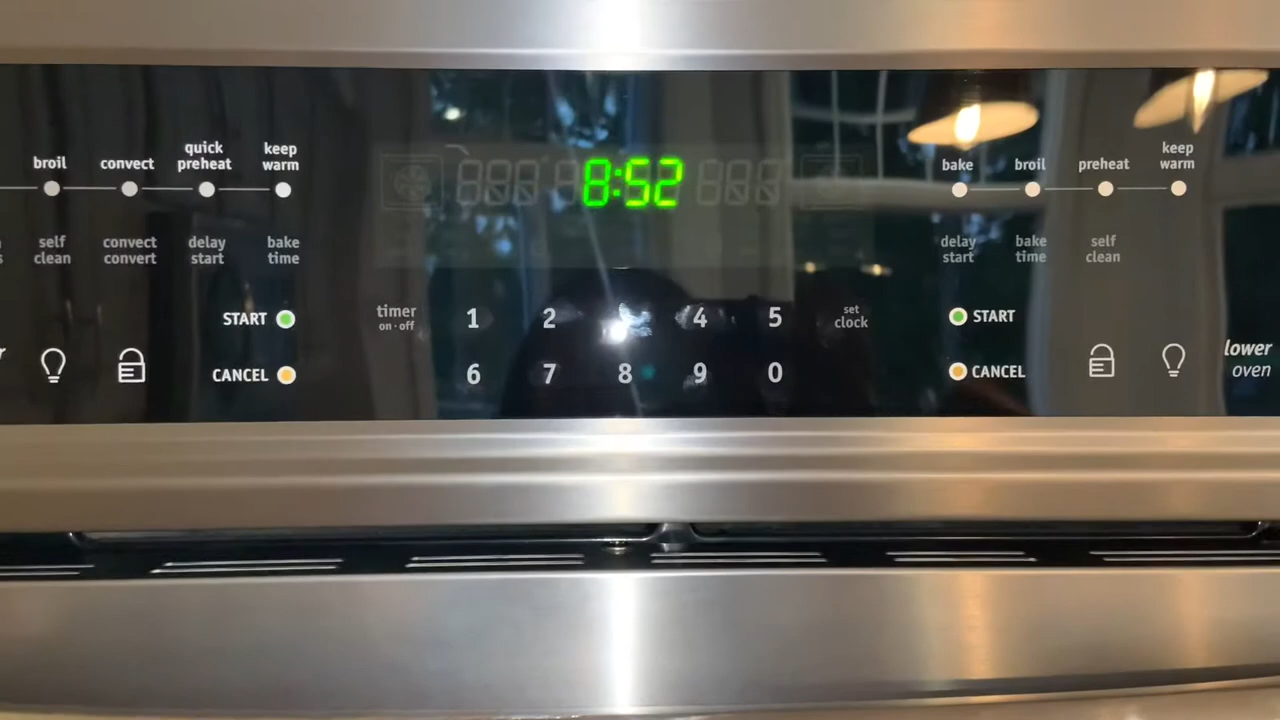 broil convect quick preheat keep warm
8:52
bake broil preheat keep warm
self clean convect convert delay start bake time
delay start bake time self clean
START
timer on·off
1 2 4 5
set clock
START
CANCEL
6 7 8 9 0
CANCEL
lower oven